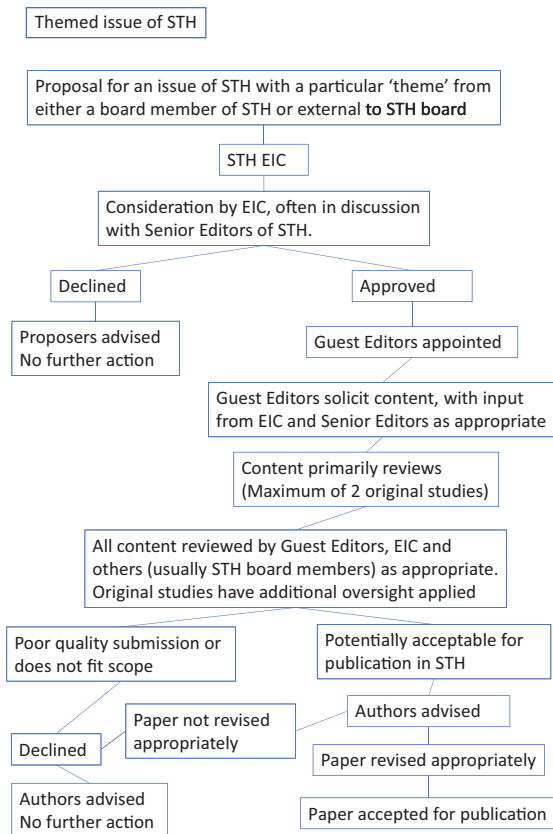 Themed issue of STH
Proposal for an issue of STH with a particular ‘theme’ from
either a board member of STH or external to STH board
STH EIC
Consideration by EIC, often in discussion
with Senior Editors of STH.
Declined
Approved
Proposers advised
No further action
Guest Editors appointed
Guest Editors solicit content, with input
from EIC and Senior Editors as appropriate
Content primarily reviews
(Maximum of 2 original studies)
All content reviewed by Guest Editors, EIC and
others (usually STH board members) as appropriate.
Original studies have additional oversight applied
Poor quality submission or
does not fit scope
Potentially acceptable for
publication in STH
Paper not revised
appropriately
Authors advised
Declined
Paper revised appropriately
Authors advised
No further action
Paper accepted for publication